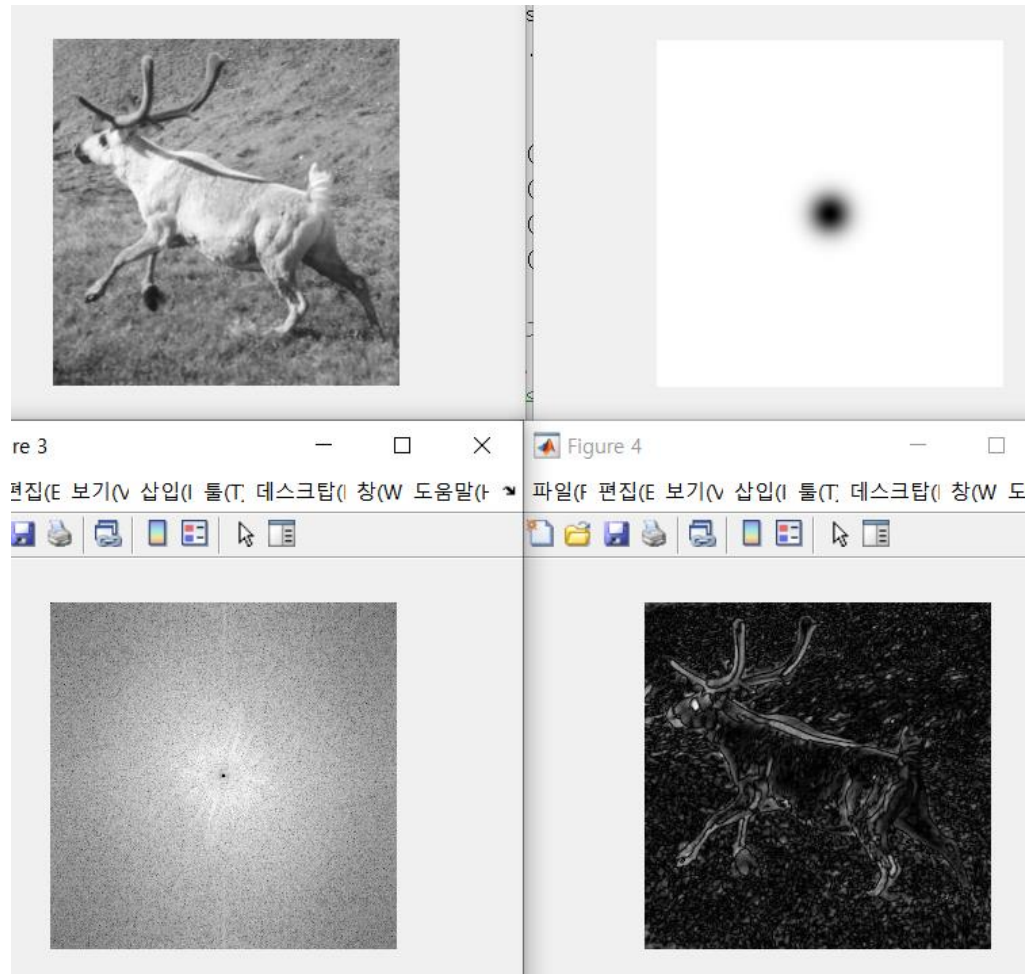 re 3
Figure 4
편집(E 보기(V 삽입(I 툴(T: 데스크탑(I 창(W 도움말(H
파일(F 편집(E 보기(V 삽입(I 툴(T: 데스크탑(I 창(W 도